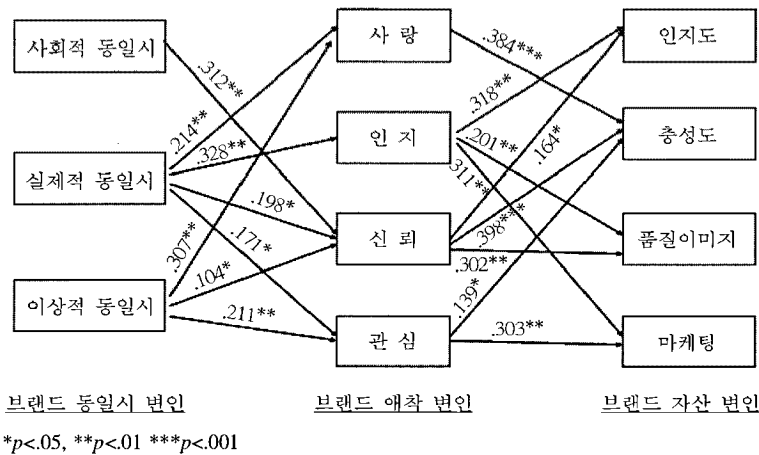 사회적 동일시
실제적 동일시
이상적 동일시
사 랑
인 지
신 뢰
관 심
인지도
충성도
품질이미지
마케팅
.312**
.214**
.328**
.198*
.171*
.307**
.104*
.211**
.384***
.318**
.201**
.311**
.164*
.398***
.302**
.139*
.303**
브랜드 동일시 변인
브랜드 애착 변인
브랜드 자산 변인
*p<.05, **p<.01 ***p<.001